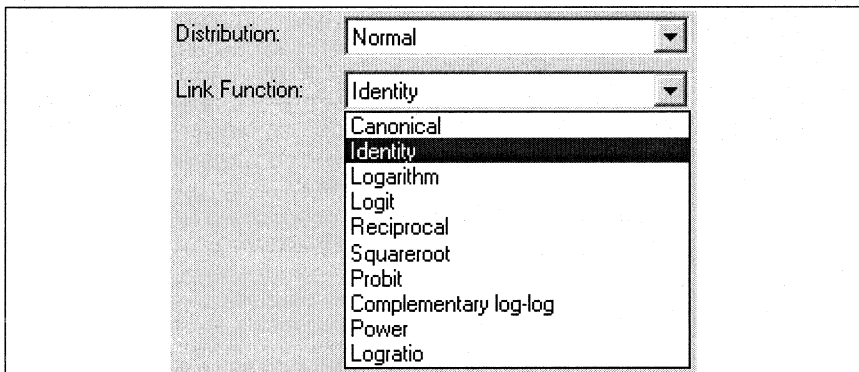 Distribution: Normal
Link Function: Identity
Canonical
Identity
Logarithm
Logit
Reciprocal
Squareroot
Probit
Complementary log-log
Power
Logratio